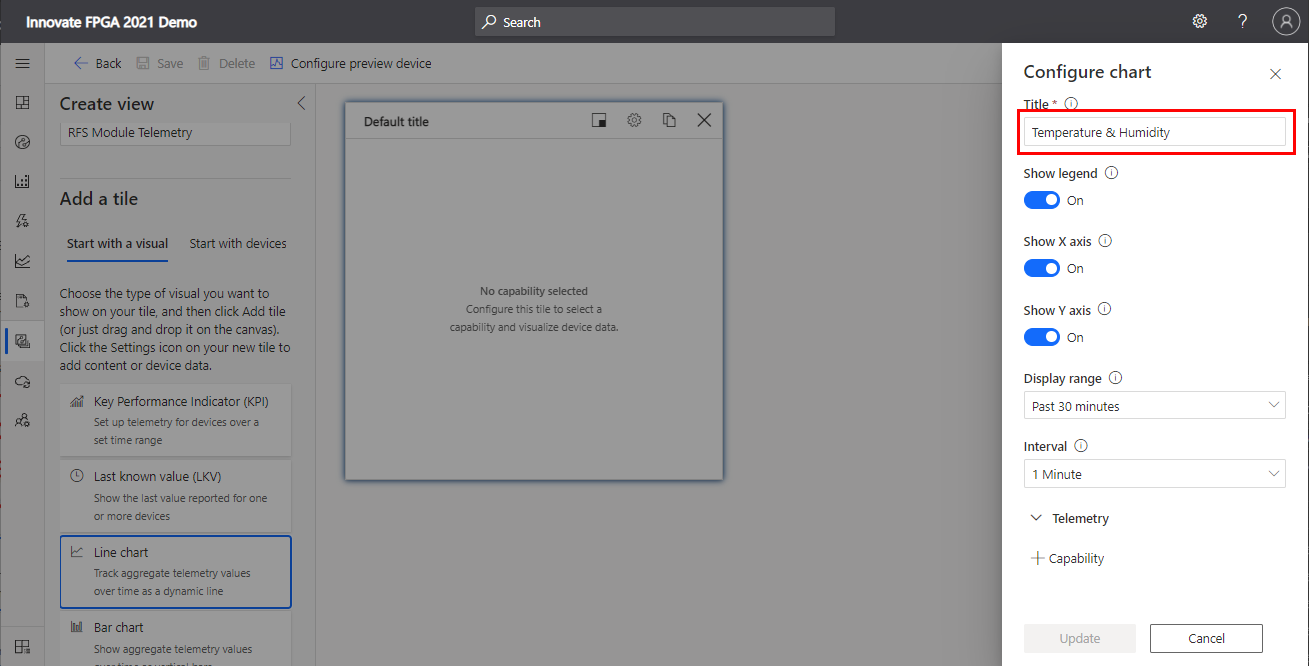 Innovate FPGA 2021 Demo
Search
?
Back
Save
Delete
Configure preview device
Create view
RFS Module Telemetry
Add a tile
Start with a visual
Start with devices
Choose the type of visual you want to
show on your tile, and then click Add tile
(or just drag and drop it on the canvas).
Click the Settings icon on your new tile to
add content or device data.
Key Performance Indicator (KPI)
Set up telemetry for devices over a
set time range
Last known value (LKV)
Show the last value reported for one
or more devices
Line chart
Track aggregate telemetry values
over time as a dynamic line
Bar chart
Show aggregate telemetry values
over time as vertical bars
Default title
No capability selected
Configure this tile to select a
capability and visualize device data.
Configure chart
Title *
Temperature & Humidity
Show legend
On
Show X axis
On
Show Y axis
On
Display range
Past 30 minutes
Interval
1 Minute
Telemetry
Capability
Update
Cancel